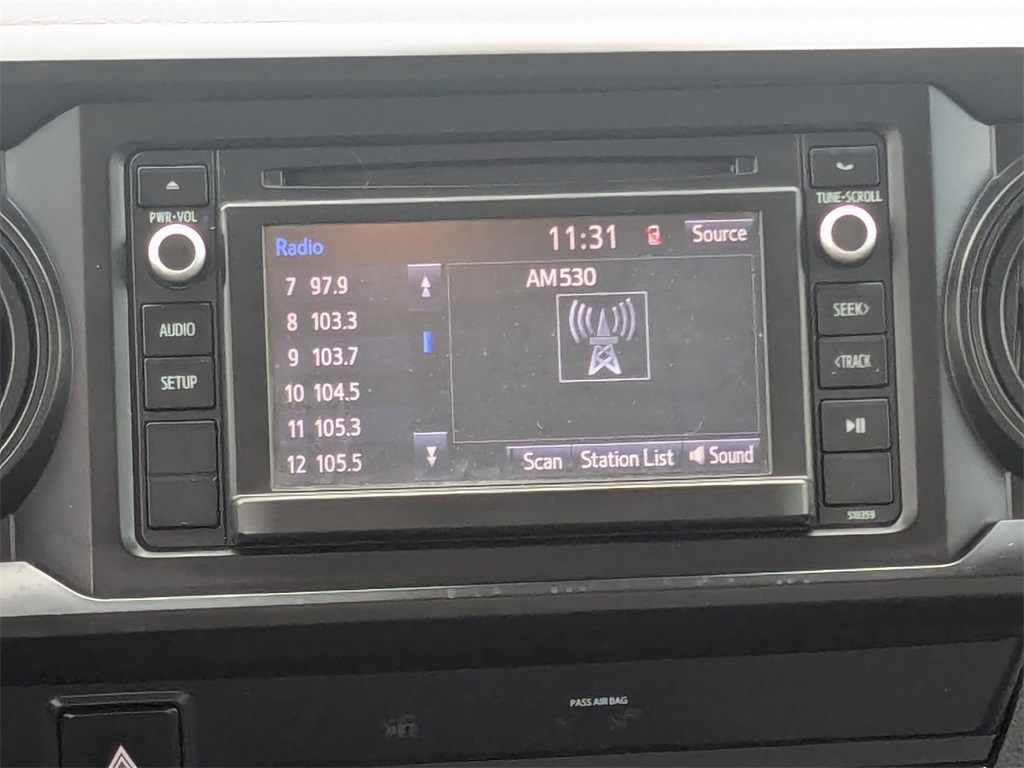 PWR•VOL
AUDIO
SETUP
Radio
11:31
Source
7 97.9
8 103.3
9 103.7
10 104.5
11 105.3
12 105.5
AM530
Scan
Station List
Sound
TUNE•SCROLL
SEEK>
<TRACK
PASS AIR BAG